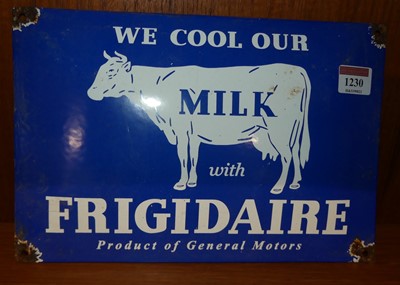 WE COOL OUR
1230
MILK
with
FRIGIDAIRE
Product of General Motors